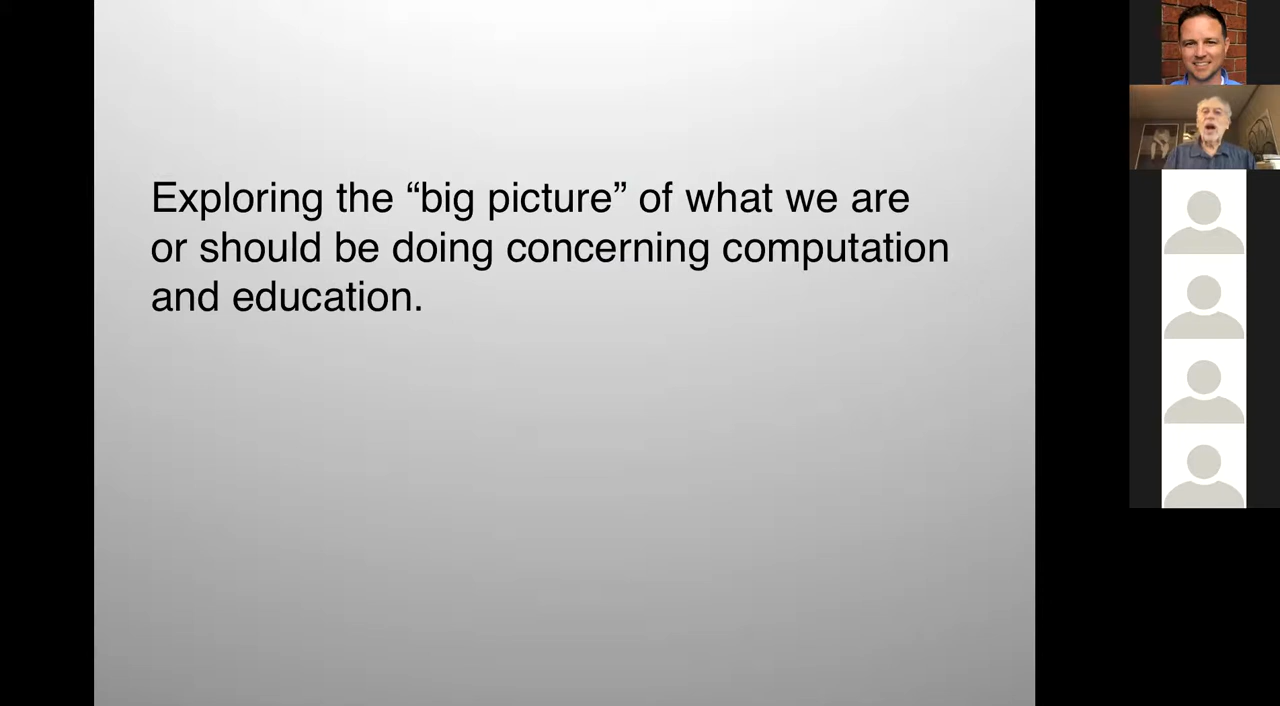 Exploring the “big picture” of what we are
or should be doing concerning computation
and education.